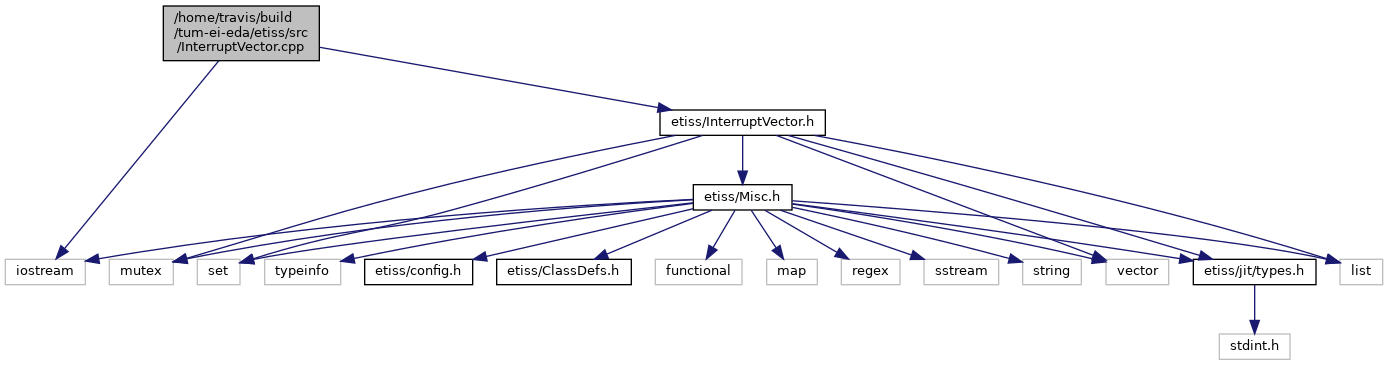 /home/travis/build
/tum-ei-eda/etiss/src
/InterruptVector.cpp
etiss/InterruptVector.h
etiss/Misc.h
iostream
mutex
set
typeinfo
etiss/config.h
etiss/ClassDefs.h
functional
map
regex
sstream
string
vector
etiss/jit/types.h
list
stdint.h